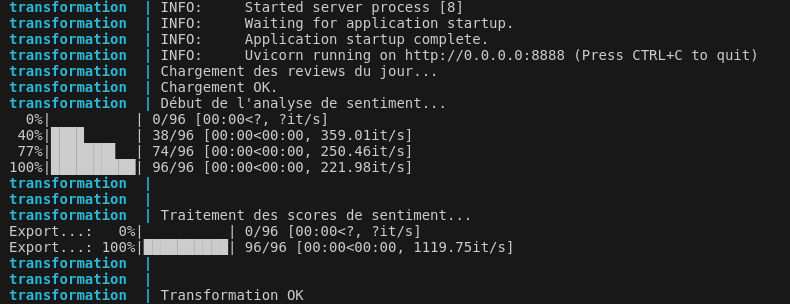 transformation | INFO:     Started server process [8]
transformation | INFO:     Waiting for application startup.
transformation | INFO:     Application startup complete.
transformation | INFO:     Uvicorn running on http://0.0.0.0:8888 (Press CTRL+C to quit)
transformation | Chargement des reviews du jour...
transformation | Chargement OK.
transformation | Début de l'analyse de sentiment...
  0%|          | 0/96 [00:00<?, ?it/s]
 40%|████      | 38/96 [00:00<00:00, 359.01it/s]
 77%|███████▋  | 74/96 [00:00<00:00, 250.46it/s]
100%|██████████| 96/96 [00:00<00:00, 221.98it/s]
transformation |
transformation |
transformation | Traitement des scores de sentiment...
Export...:   0%|          | 0/96 [00:00<?, ?it/s]
Export...: 100%|██████████| 96/96 [00:00<00:00, 1119.75it/s]
transformation |
transformation |
transformation | Transformation OK